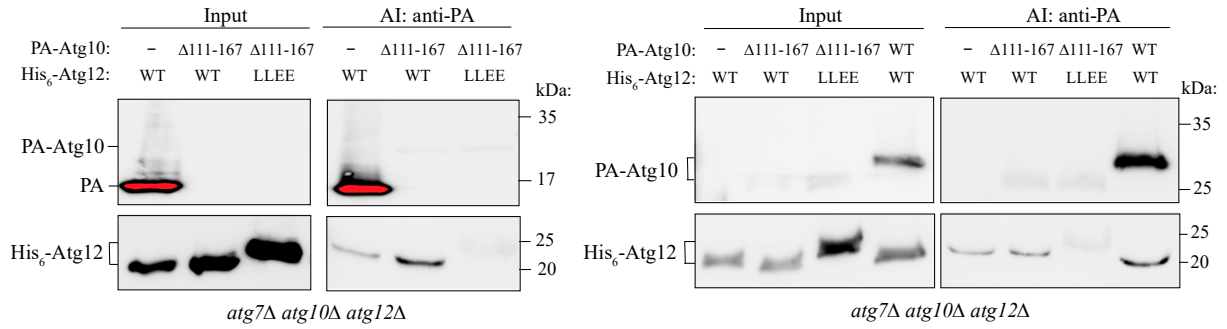 Input AI: anti-PA
PA-Atg10: – Δ111-167 Δ111-167 – Δ111-167 Δ111-167
His₆-Atg12: WT WT LLEE WT WT LLEE
kDa:
35
PA-Atg10
PA
17
His₆-Atg12
25
20
atg7Δ atg10Δ atg12Δ
Input AI: anti-PA
PA-Atg10: – Δ111-167 Δ111-167 WT – Δ111-167 Δ111-167 WT
His₆-Atg12: WT WT LLEE WT WT WT LLEE WT
kDa:
35
PA-Atg10
25
His₆-Atg12
25
20
atg7Δ atg10Δ atg12Δ